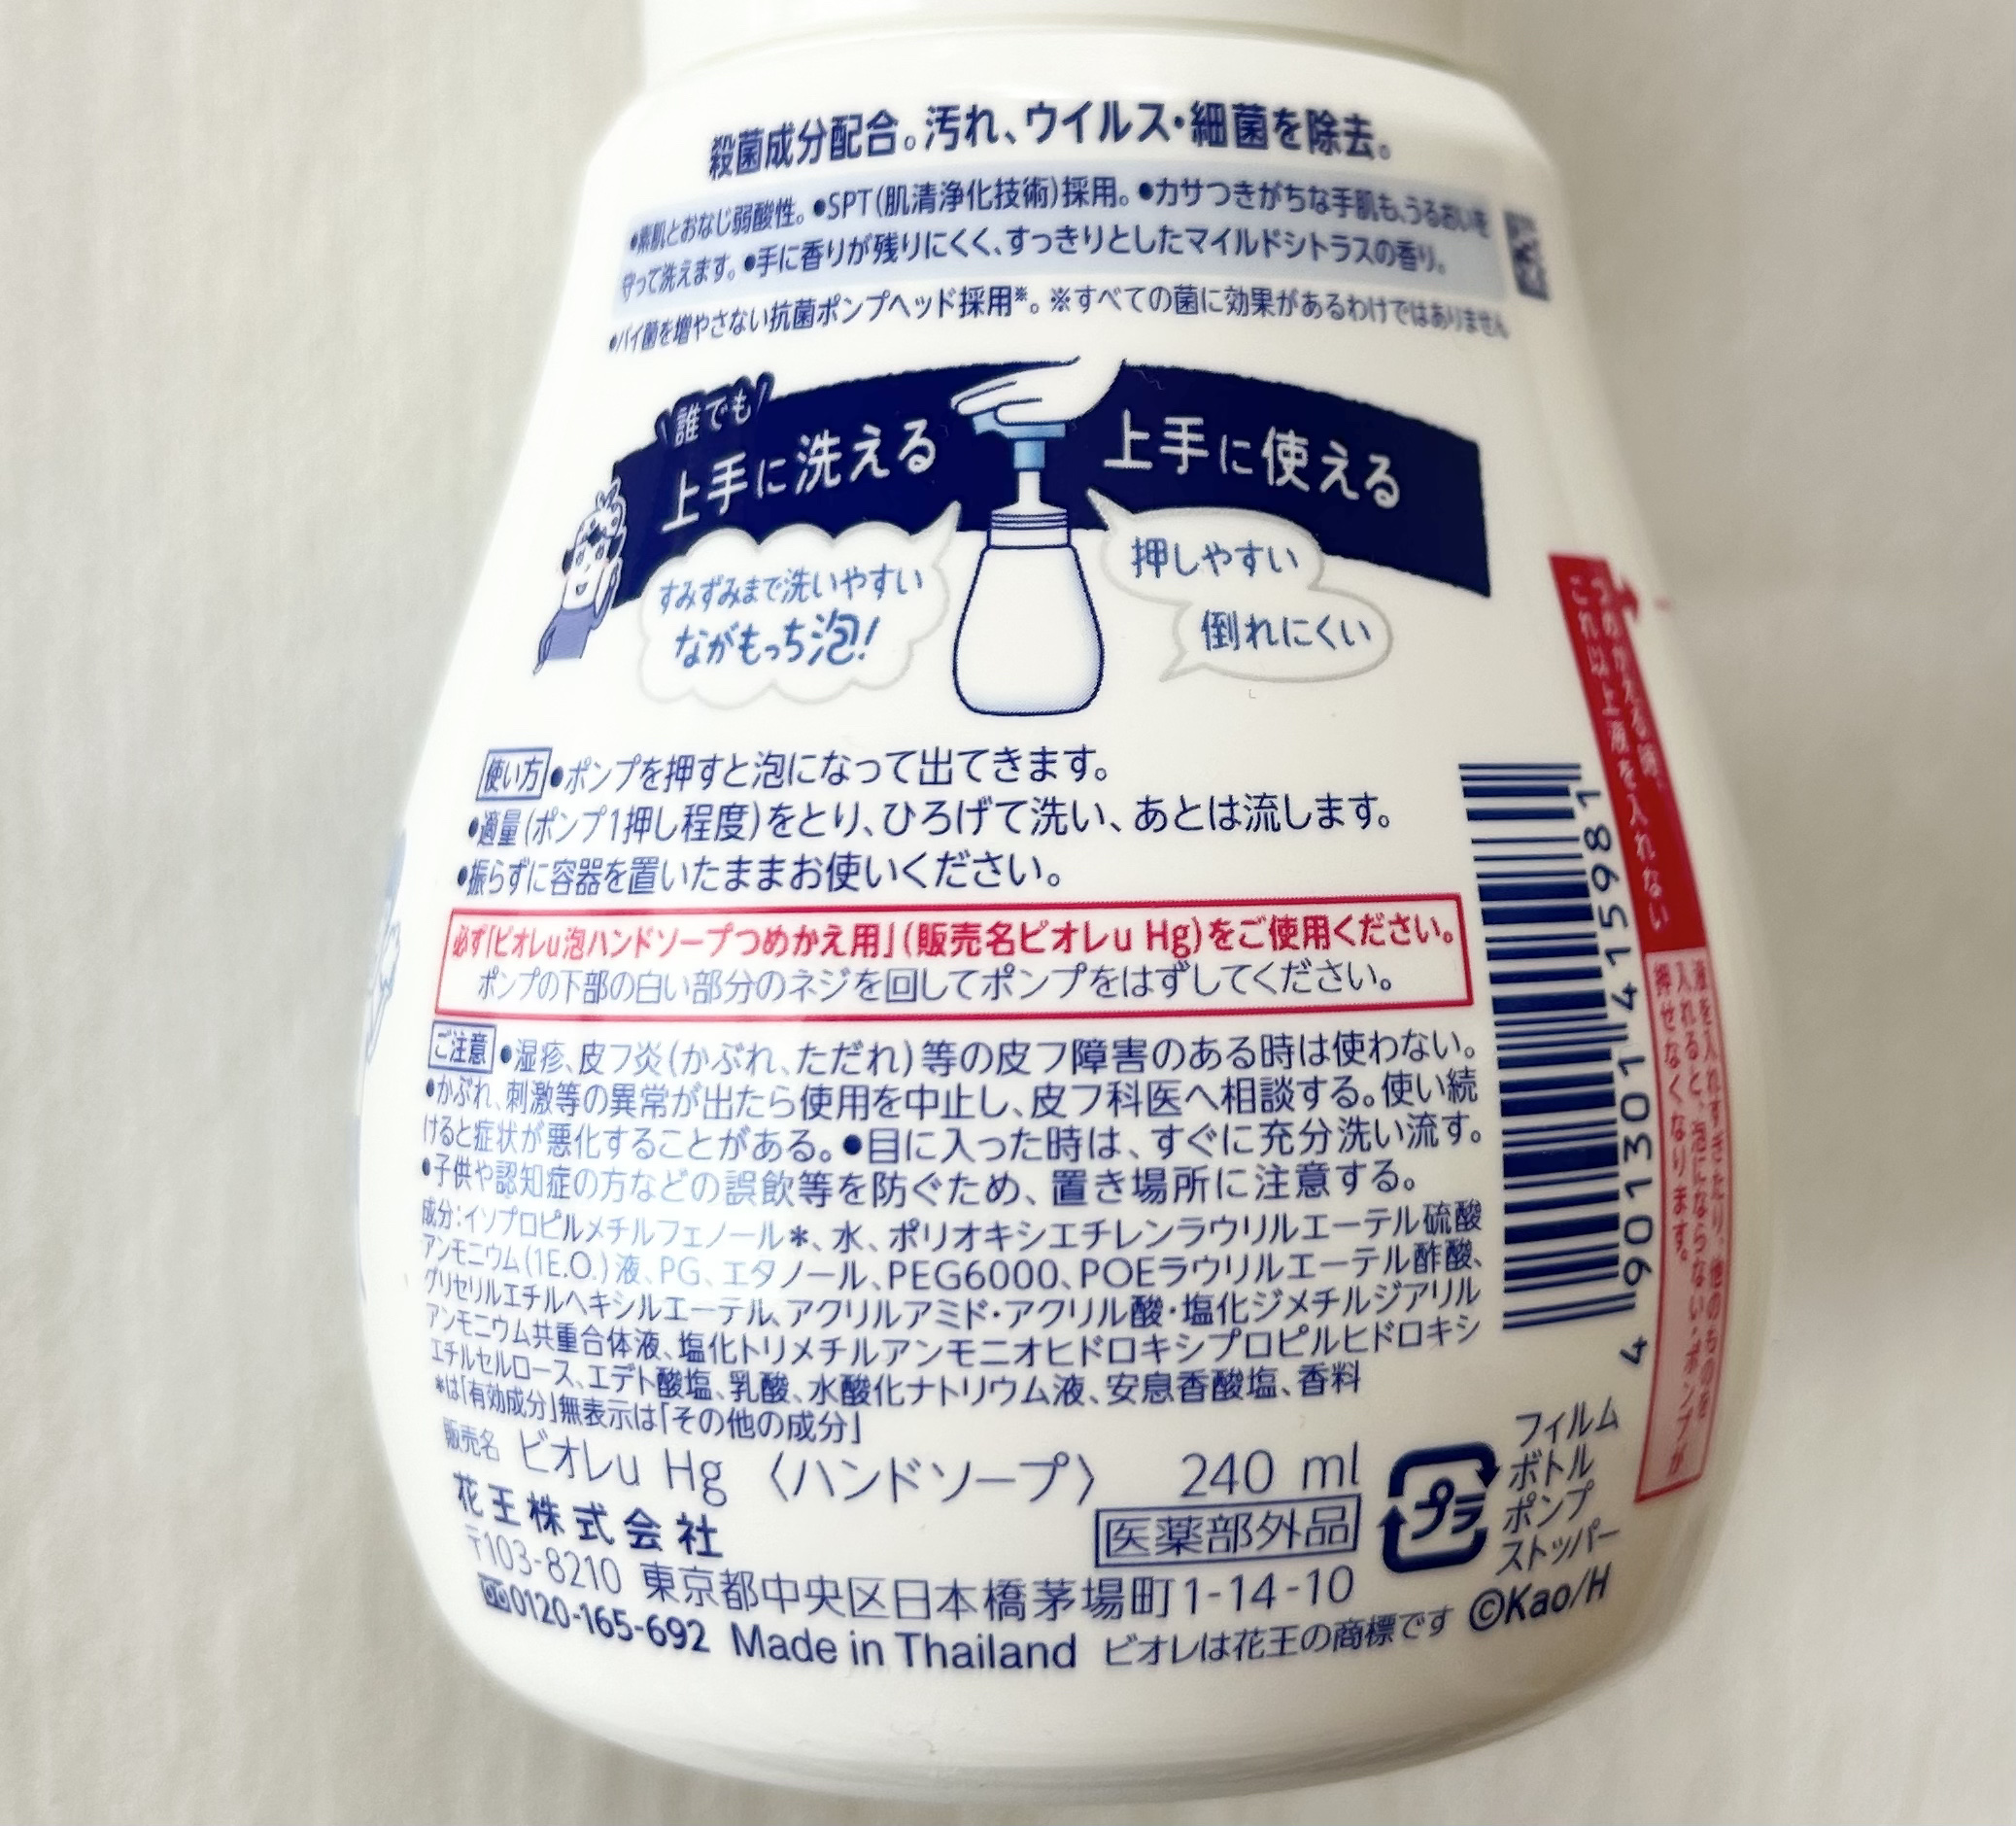 殺菌成分配合。汚れ、ウイルス・細菌を除去。
●素肌とおなじ弱酸性。●SPT(肌清浄化技術)採用。●カサつきがちな手肌も、うるおいを
守って洗えます。●手に香りが残りにくく、すっきりとしたマイルドシトラスの香り。
●バイ菌を増やさない抗菌ポンプヘッド採用※。※すべての菌に効果があるわけではありません
誰でも
上手に洗える
上手に使える
すみずみまで洗いやすい
ながもっち泡!
押しやすい
倒れにくい
使い方●ポンプを押すと泡になって出てきます。
●適量(ポンプ1押し程度)をとり、ひろげて洗い、あとは流します。
●振らずに容器を置いたままお使いください。
必ず「ビオレu泡ハンドソープつめかえ用」(販売名ビオレu Hg)をご使用ください。
ポンプの下部の白い部分のネジを回してポンプをはずしてください。
ご注意●湿疹、皮フ炎(かぶれ、ただれ)等の皮フ障害のある時は使わない。
●かぶれ、刺激等の異常が出たら使用を中止し、皮フ科医へ相談する。使い続
けると症状が悪化することがある。●目に入った時は、すぐに充分洗い流す。
●子供や認知症の方などの誤飲等を防ぐため、置き場所に注意する。
成分:イソプロピルメチルフェノール*、水、ポリオキシエチレンラウリルエーテル硫酸
アンモニウム(1E.O.)液、PG、エタノール、PEG6000、POEラウリルエーテル酢酸、
グリセリルエチルヘキシルエーテル、アクリルアミド・アクリル酸・塩化ジメチルジアリル
アンモニウム共重合体液、塩化トリメチルアンモニオヒドロキシプロピルヒドロキシ
エチルセルロース、エデト酸塩、乳酸、水酸化ナトリウム液、安息香酸塩、香料
*は「有効成分」無表示は「その他の成分」
販売名 ビオレu Hg 〈ハンドソープ〉 240 ml
花王株式会社
医薬部外品
〒103-8210 東京都中央区日本橋茅場町1-14-10
0120-165-692 Made in Thailand ビオレは花王の商標です ©Kao/H
プラ
フィルム
ボトル
ポンプ
ストッパー
4 901301 415981
つめかえる時、
これ以上液を入れない
液を入れすぎたり、他のものを
入れると、泡にならない・ポンプが
押せなくなります。